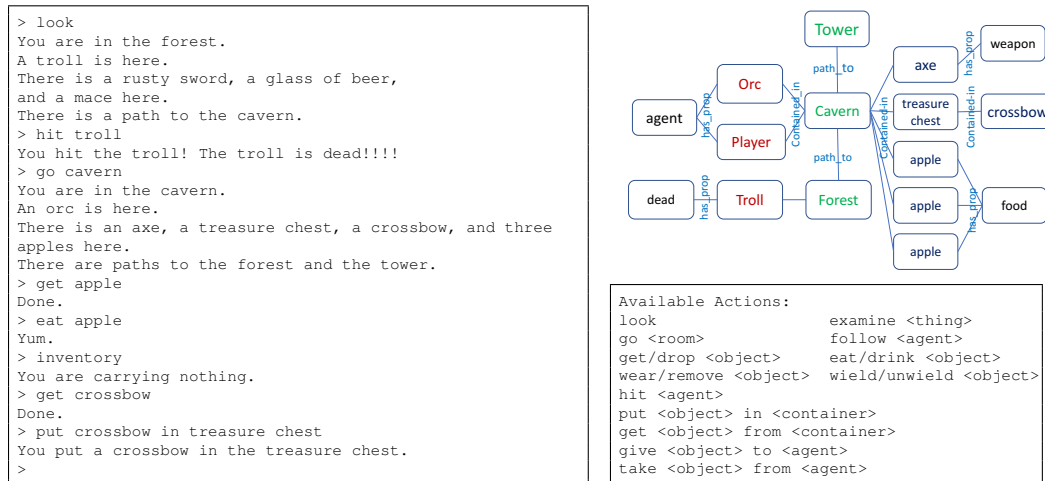 > look
You are in the forest.
A troll is here.
There is a rusty sword, a glass of beer,
and a mace here.
There is a path to the cavern.
> hit troll
You hit the troll! The troll is dead!!!!
> go cavern
You are in the cavern.
An orc is here.
There is an axe, a treasure chest, a crossbow, and three
apples here.
There are paths to the forest and the tower.
> get apple
Done.
> eat apple
Yum.
> inventory
You are carrying nothing.
> get crossbow
Done.
> put crossbow in treasure chest
You put a crossbow in the treasure chest.
>
Tower
path_to
Orc
agent
has_prop
Player
Contained_in
Cavern
Contained-in
axe
has_prop
weapon
treasure
chest
Contained-in
crossbow
apple
path_to
dead
has_prop
Troll
Forest
apple
has_prop
food
apple
Available Actions:
look examine <thing>
go <room> follow <agent>
get/drop <object> eat/drink <object>
wear/remove <object> wield/unwield <object>
hit <agent>
put <object> in <container>
get <object> from <container>
give <object> to <agent>
take <object> from <agent>